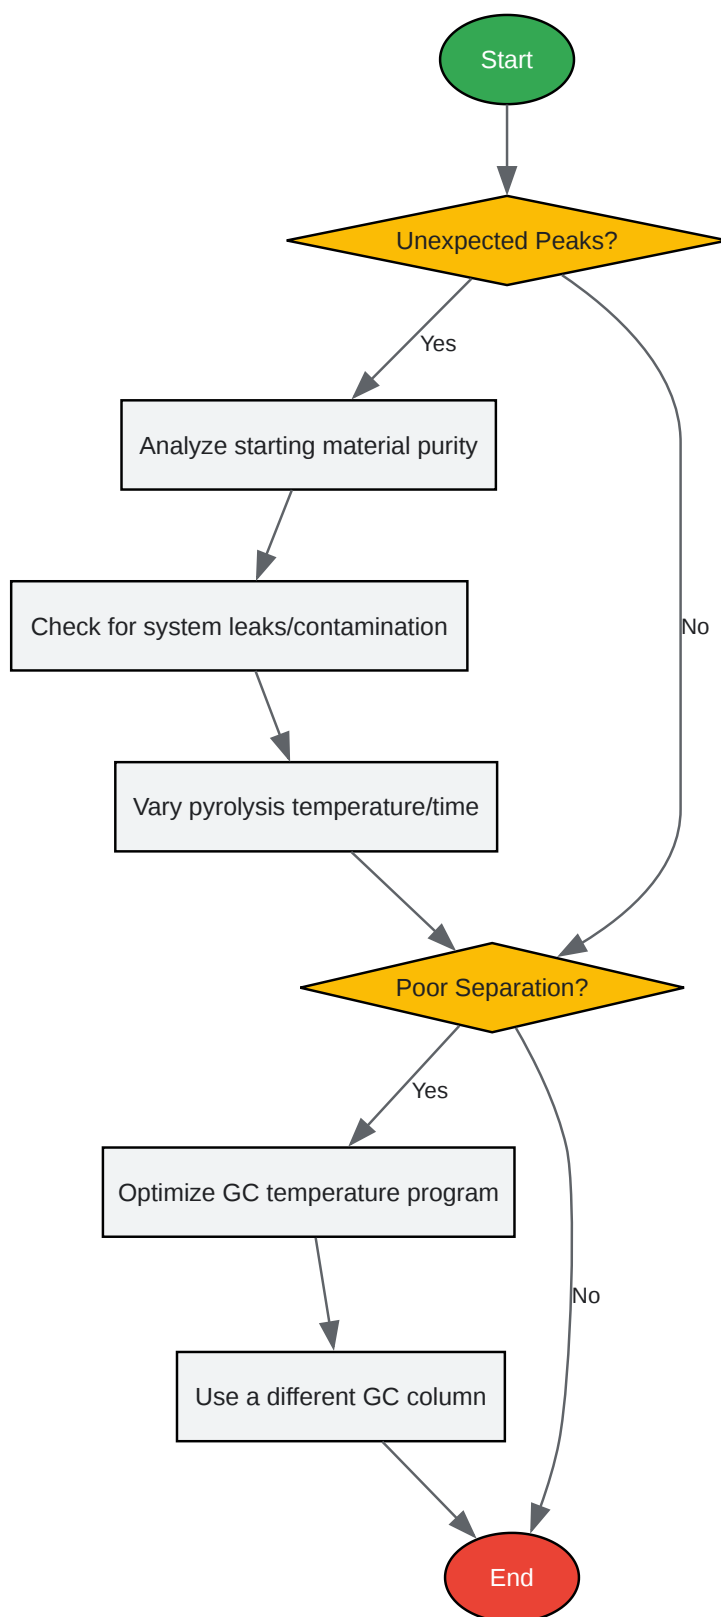 Start
Unexpected Peaks?
Yes
Analyze starting material purity
Check for system leaks/contamination
No
Vary pyrolysis temperature/time
Poor Separation?
Yes
Optimize GC temperature program
No
Use a different GC column
End